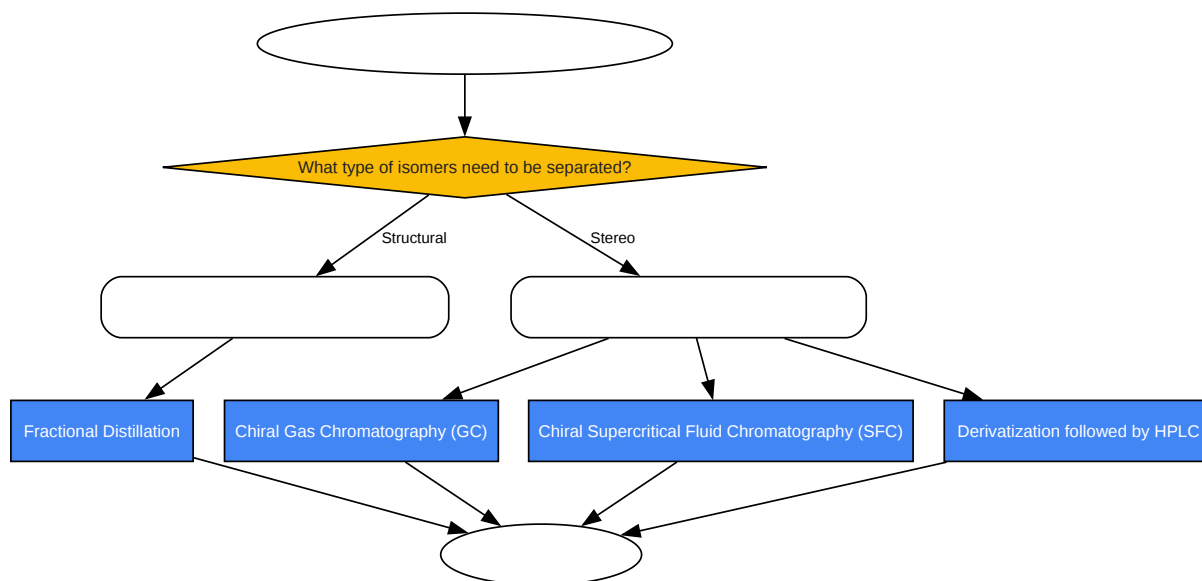 What type of isomers need to be separated?
Structural
Stereo
Fractional Distillation
Chiral Gas Chromatography (GC)
Chiral Supercritical Fluid Chromatography (SFC)
Derivatization followed by HPLC